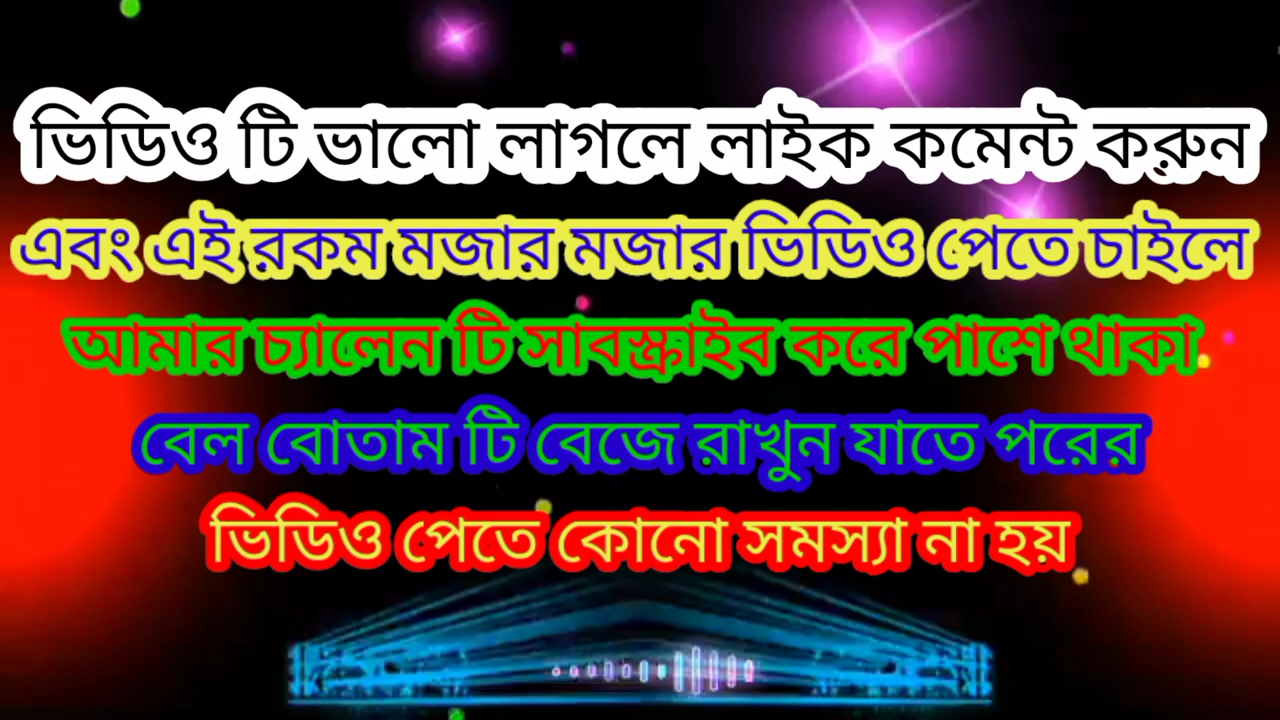 ভিডিও টি ভালো লাগলে লাইক কমেন্ট করুন
এবং এই রকম মজার মজার ভিডিও পেতে চাইলে
আমার চ্যালেন টি সাবস্ক্রাইব করে পাশে থাকা
বেল বোতাম টি বেজে রাখুন যাতে পরের
ভিডিও পেতে কোনো সমস্যা না হয়